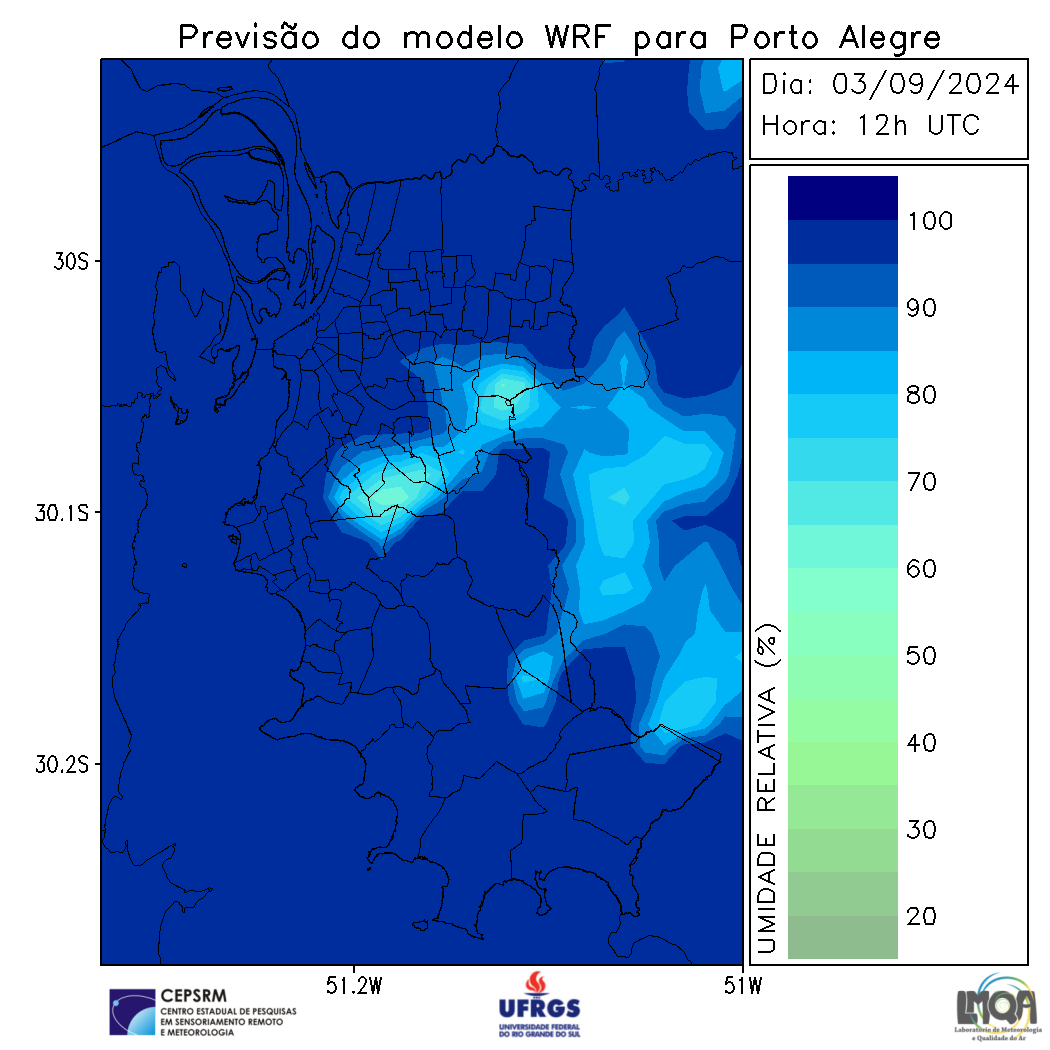 Previsão do modelo WRF para Porto Alegre
Dia: 03/09/2024
Hora: 12h UTC
30S
30.1S
30.2S
51.2W
51W
UMIDADE RELATIVA (%)
100
90
80
70
60
50
40
30
20
CEPSRM
CENTRO ESTADUAL DE PESQUISAS
EM SENSORIAMENTO REMOTO
E METEOROLOGIA
UFRGS
UNIVERSIDADE FEDERAL
DO RIO GRANDE DO SUL
LMQA
Laboratório de Meteorologia
e Qualidade do Ar